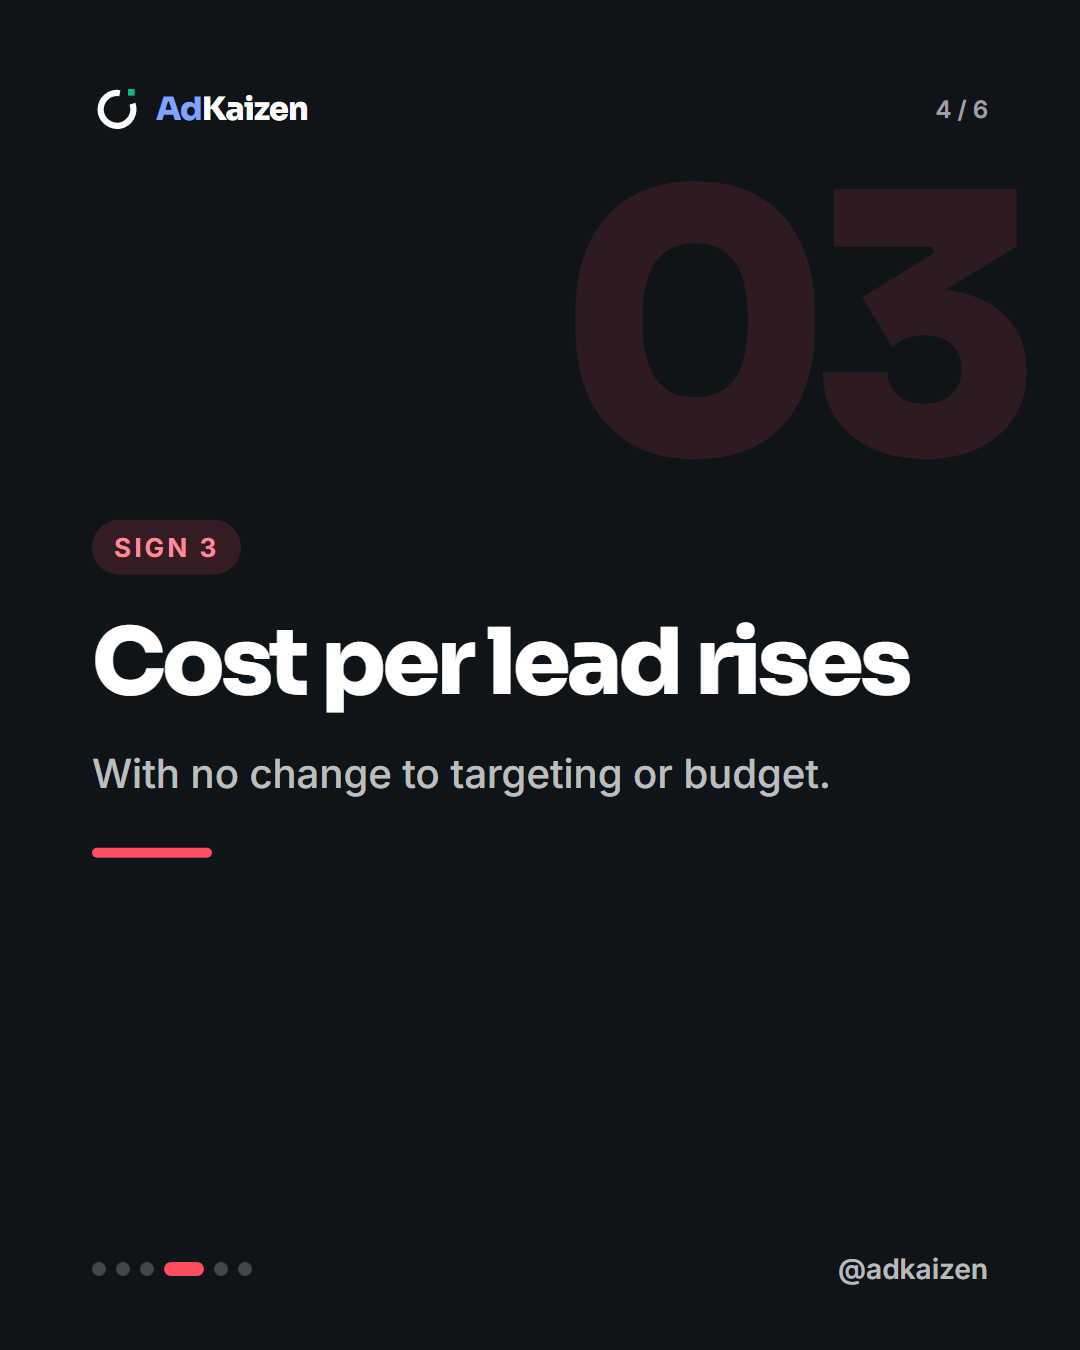 AdKaizen
4 / 6
03
SIGN 3
Cost per lead rises
With no change to targeting or budget.
@adkaizen